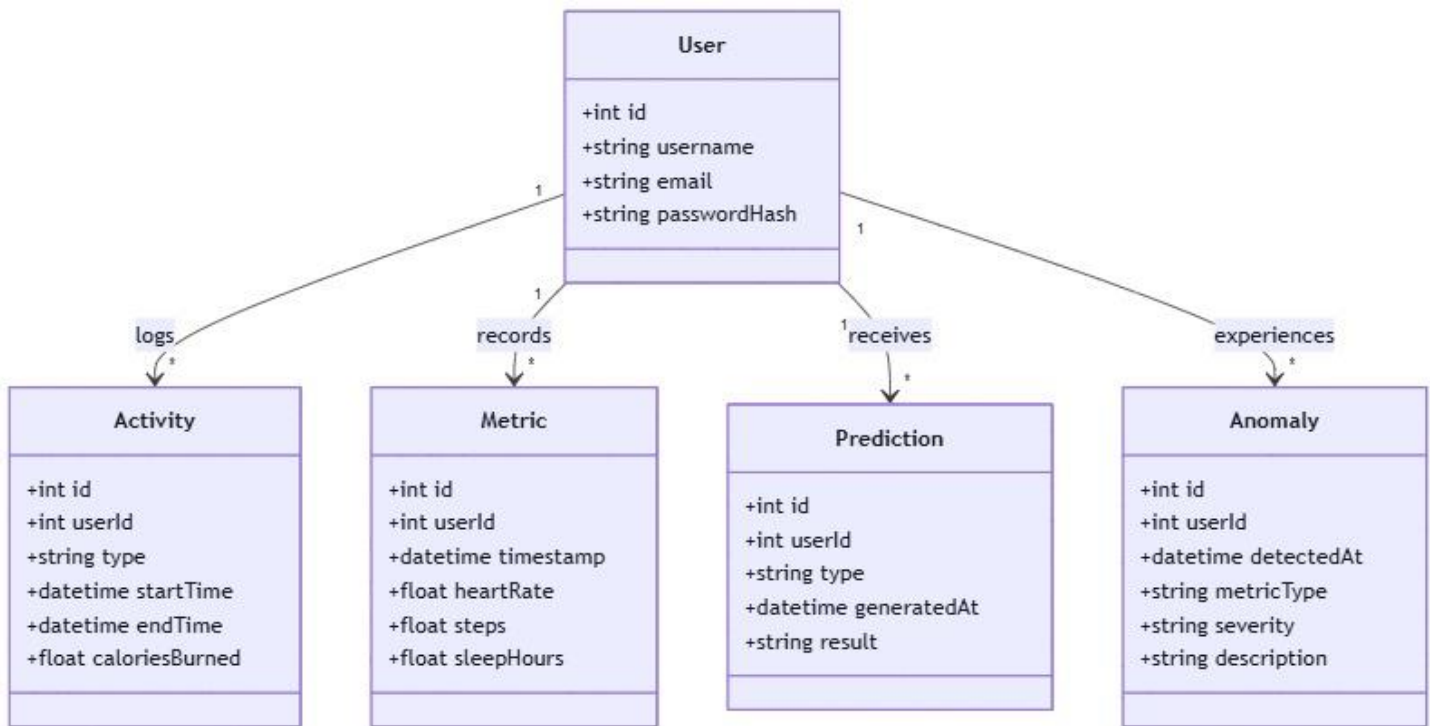 User
+int id
+string username
+string email
+string passwordHash
1
1
1
1
logs
records
receives
experiences
*
*
*
*
Activity
+int id
+int userId
+string type
+datetime startTime
+datetime endTime
+float caloriesBurned
Metric
+int id
+int userId
+datetime timestamp
+float heartRate
+float steps
+float sleepHours
Prediction
+int id
+int userId
+string type
+datetime generatedAt
+string result
Anomaly
+int id
+int userId
+datetime detectedAt
+string metricType
+string severity
+string description